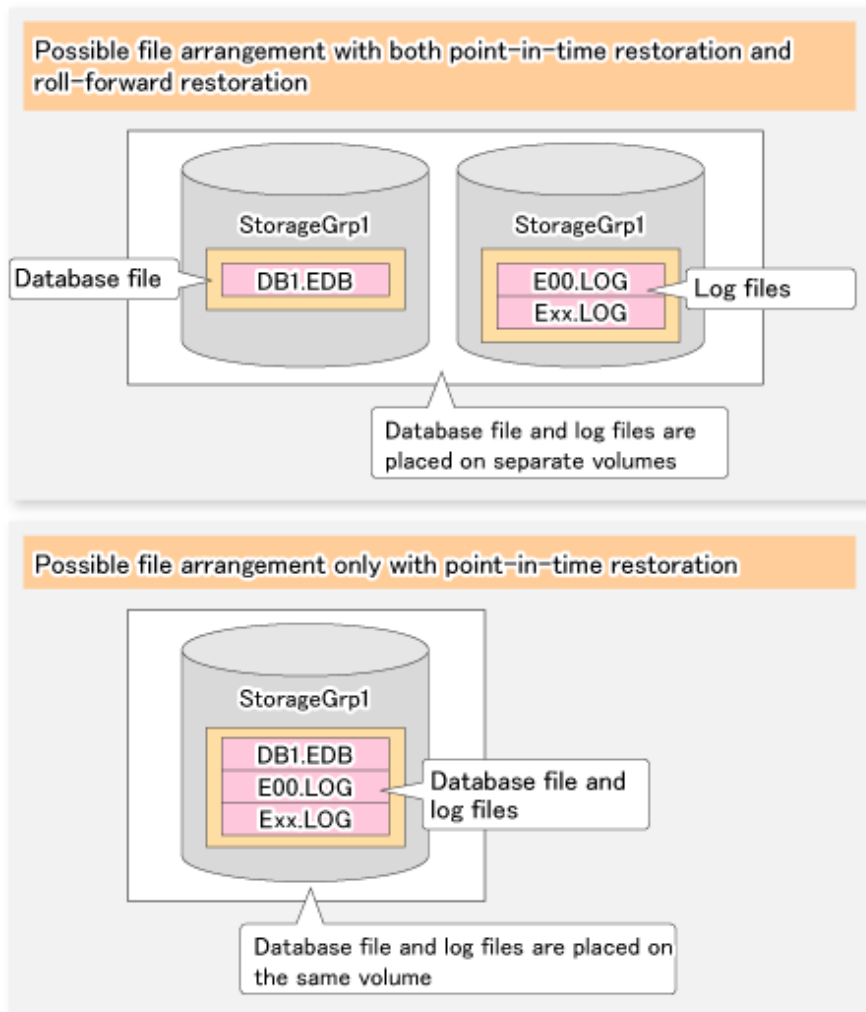 Possible file arrangement with both point-in-time restoration and
roll-forward restoration
StorageGrp1
StorageGrp1
Database file
DB1.EDB
E00.LOG
Exx.LOG
Log files
Database file and log files are
placed on separate volumes
Possible file arrangement only with point-in-time restoration
StorageGrp1
DB1.EDB
E00.LOG
Exx.LOG
Database file and
log files
Database file and log files are placed on
the same volume